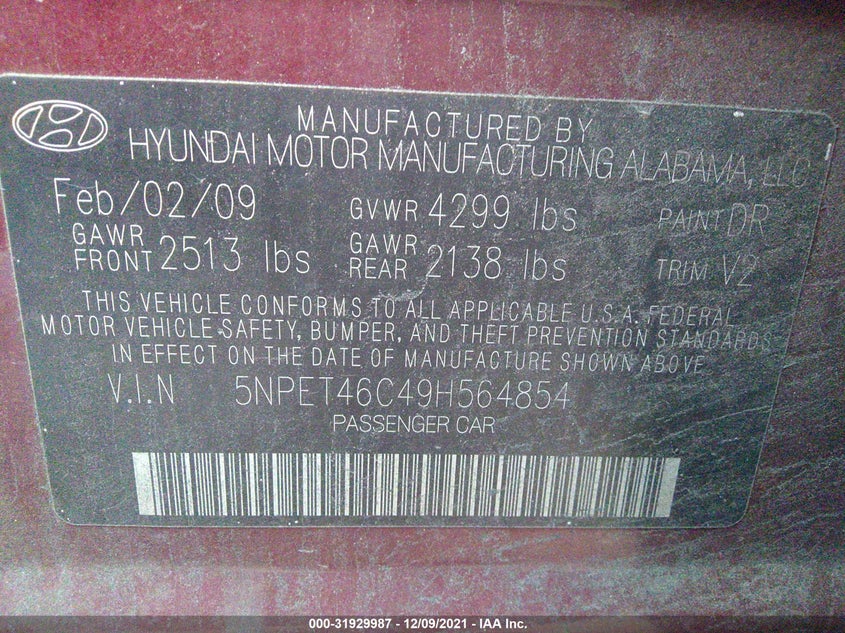 MANUFACTURED BY
HYUNDAI MOTOR MANUFACTURING ALABAMA, LLC
Feb/02/09 GVWR 4299 lbs PAINT DR
GAWR FRONT 2513 lbs GAWR REAR 2138 lbs TRIM V2
THIS VEHICLE CONFORMS TO ALL APPLICABLE U.S.A. FEDERAL
MOTOR VEHICLE SAFETY, BUMPER, AND THEFT PREVENTION STANDARDS
IN EFFECT ON THE DATE OF MANUFACTURE SHOWN ABOVE
V.I.N 5NPET46C49H564854
PASSENGER CAR
000-31929987 - 12/09/2021 - IAA Inc.